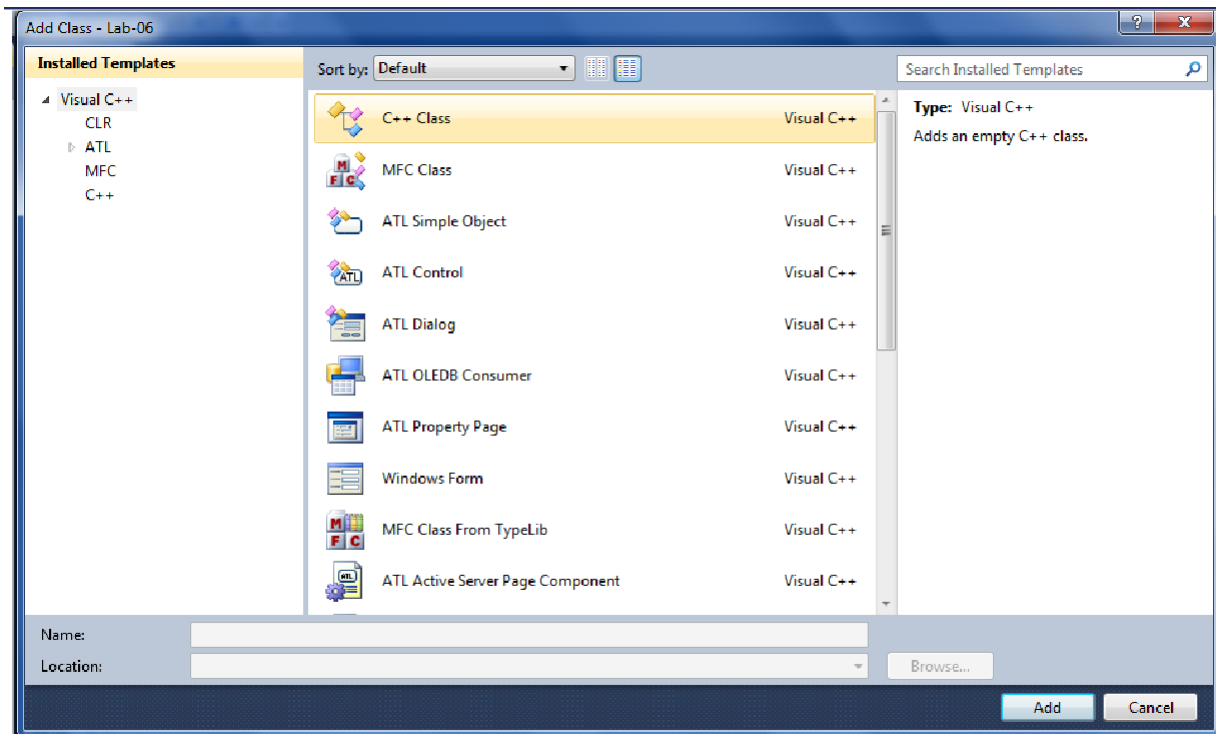 Add Class - Lab-06
Installed Templates
Visual C++
CLR
ATL
MFC
C++
Sort by: Default
C++ Class Visual C++
MFC Class Visual C++
ATL Simple Object Visual C++
ATL Control Visual C++
ATL Dialog Visual C++
ATL OLEDB Consumer Visual C++
ATL Property Page Visual C++
Windows Form Visual C++
MFC Class From TypeLib Visual C++
ATL Active Server Page Component Visual C++
Search Installed Templates
Type: Visual C++
Adds an empty C++ class.
Name:
Location:
Browse...
Add
Cancel